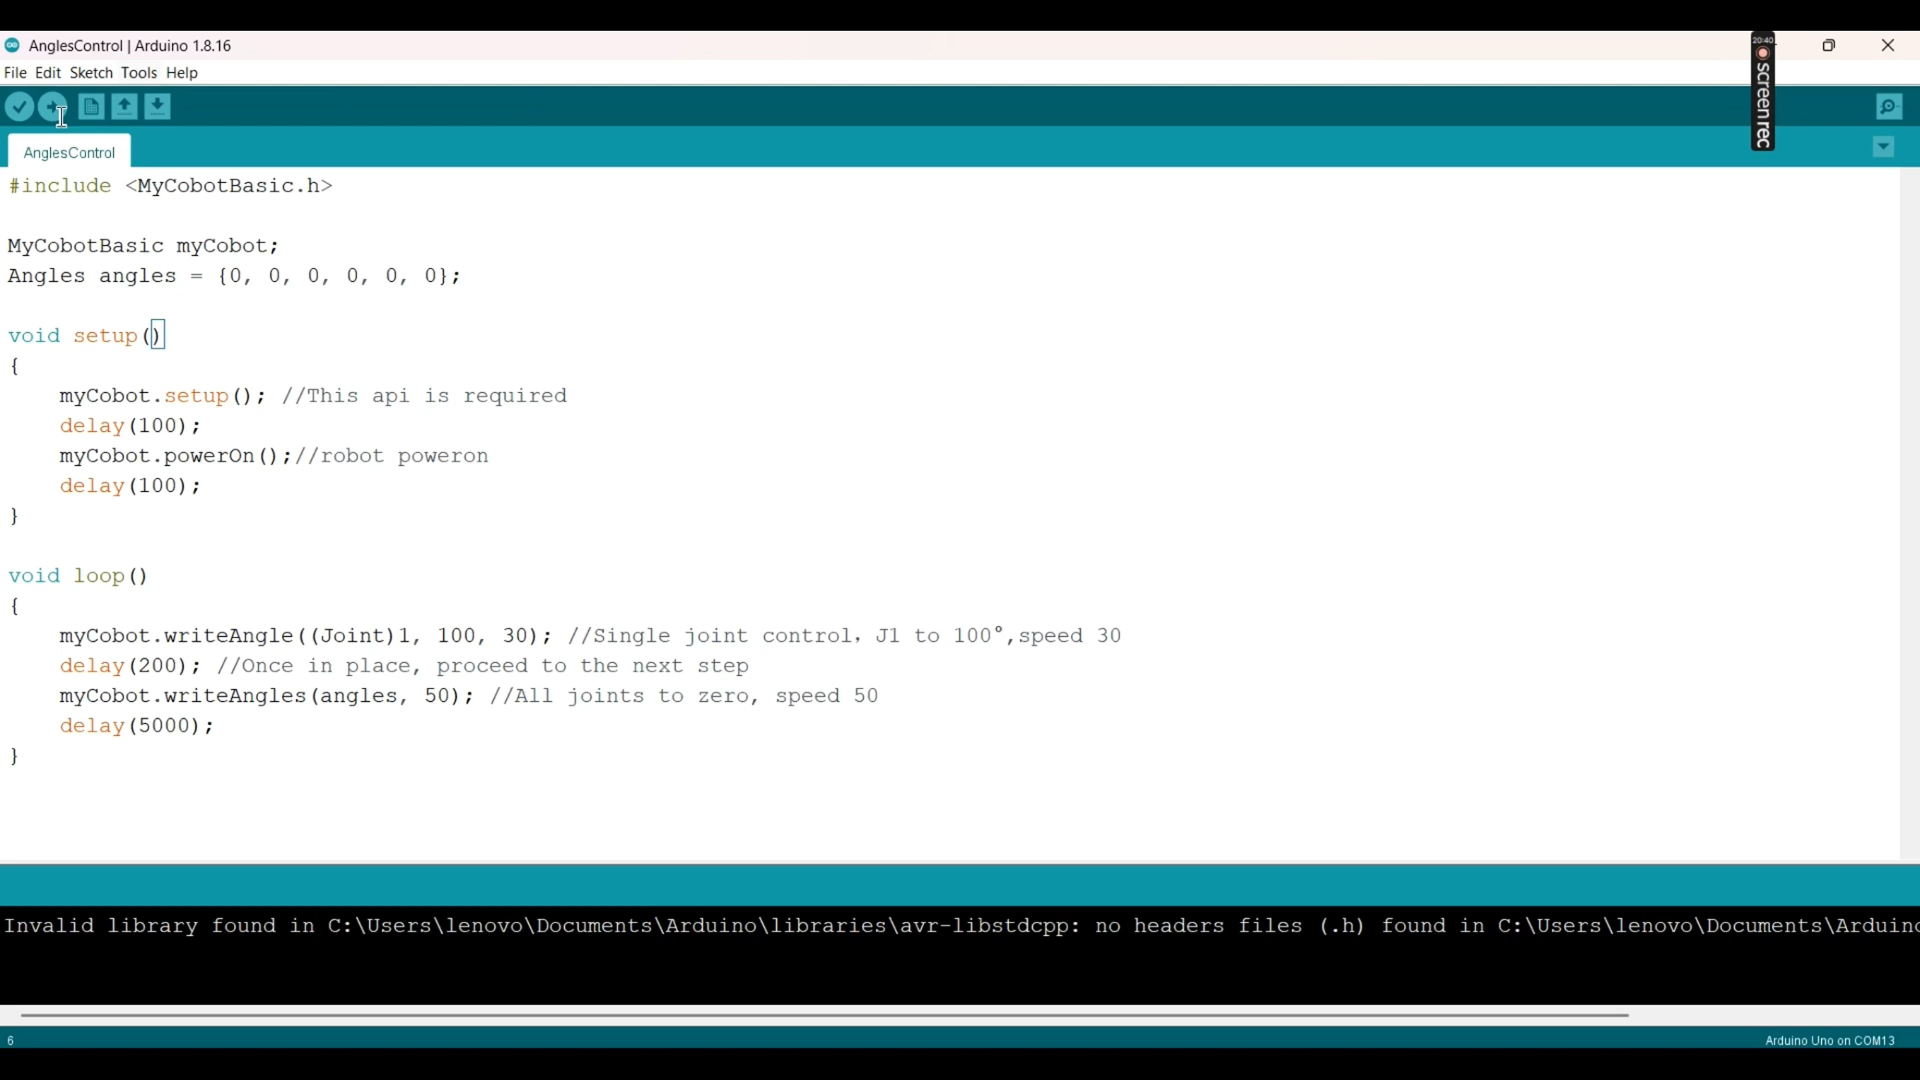 AnglesControl | Arduino 1.8.16
20:40
screen rec
File Edit Sketch Tools Help
AnglesControl
#include <MyCobotBasic.h>
MyCobotBasic myCobot;
Angles angles = {0, 0, 0, 0, 0, 0};
void setup()
{
myCobot.setup(); //This api is required
delay(100);
myCobot.powerOn();//robot poweron
delay(100);
}
void loop()
{
myCobot.writeAngle((Joint)1, 100, 30); //Single joint control，J1 to 100°,speed 30
delay(200); //Once in place, proceed to the next step
myCobot.writeAngles(angles, 50); //All joints to zero, speed 50
delay(5000);
}
Invalid library found in C:\Users\lenovo\Documents\Arduino\libraries\avr-libstdcpp: no headers files (.h) found in C:\Users\lenovo\Documents\Arduino
6
Arduino Uno on COM13